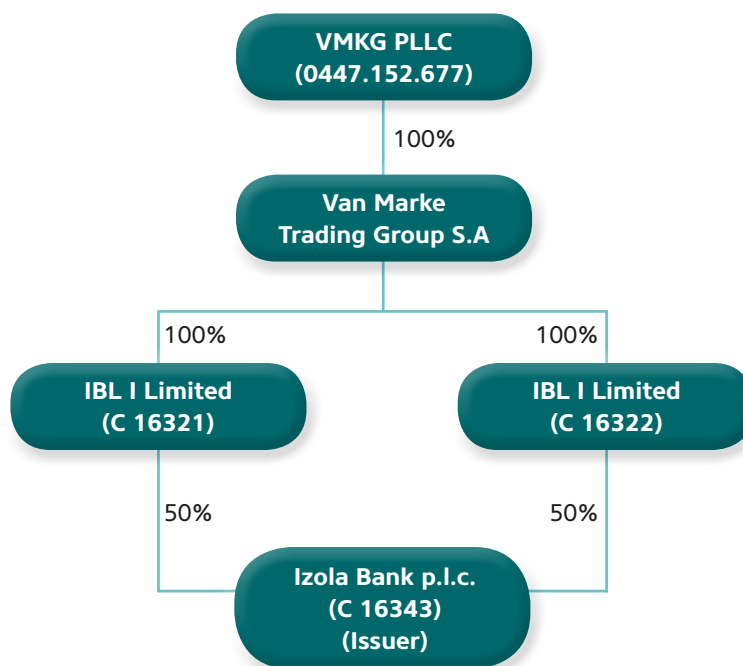 VMKG PLLC
(0447.152.677)
100%
Van Marke
Trading Group S.A
100%
100%
IBL I Limited
(C 16321)
IBL I Limited
(C 16322)
50%
50%
Izola Bank p.l.c.
(C 16343)
(Issuer)